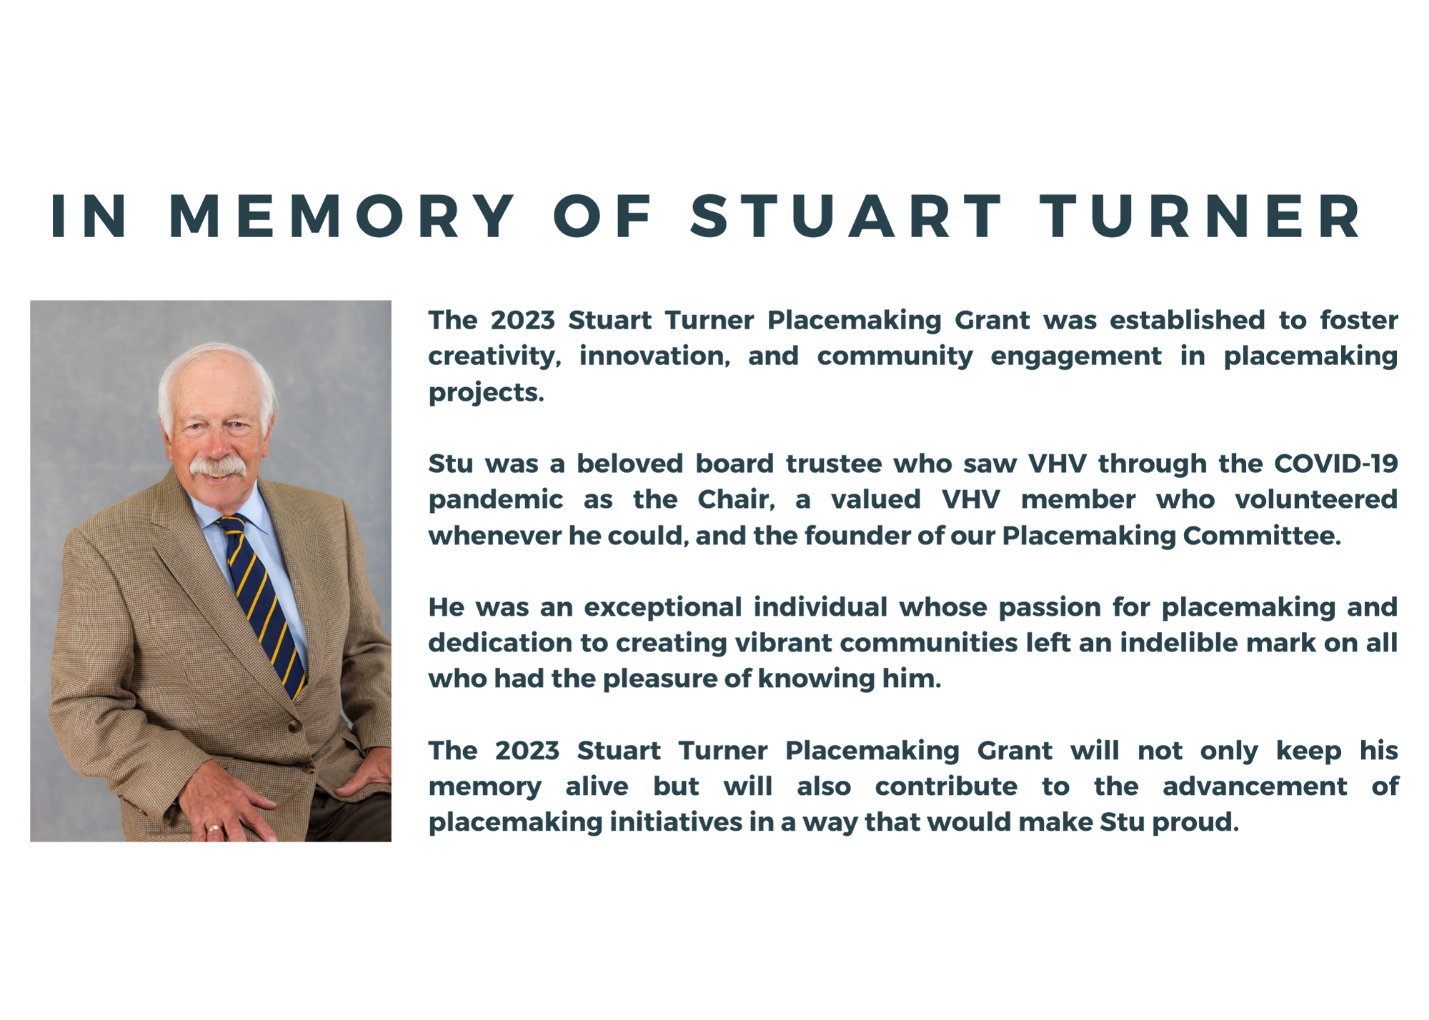 IN MEMORY OF STUART TURNER
The 2023 Stuart Turner Placemaking Grant was established to foster
creativity, innovation, and community engagement in placemaking
projects.
Stu was a beloved board trustee who saw VHV through the COVID-19
pandemic as the Chair, a valued VHV member who volunteered
whenever he could, and the founder of our Placemaking Committee.
He was an exceptional individual whose passion for placemaking and
dedication to creating vibrant communities left an indelible mark on all
who had the pleasure of knowing him.
The 2023 Stuart Turner Placemaking Grant will not only keep his
memory alive but will also contribute to the advancement of
placemaking initiatives in a way that would make Stu proud.